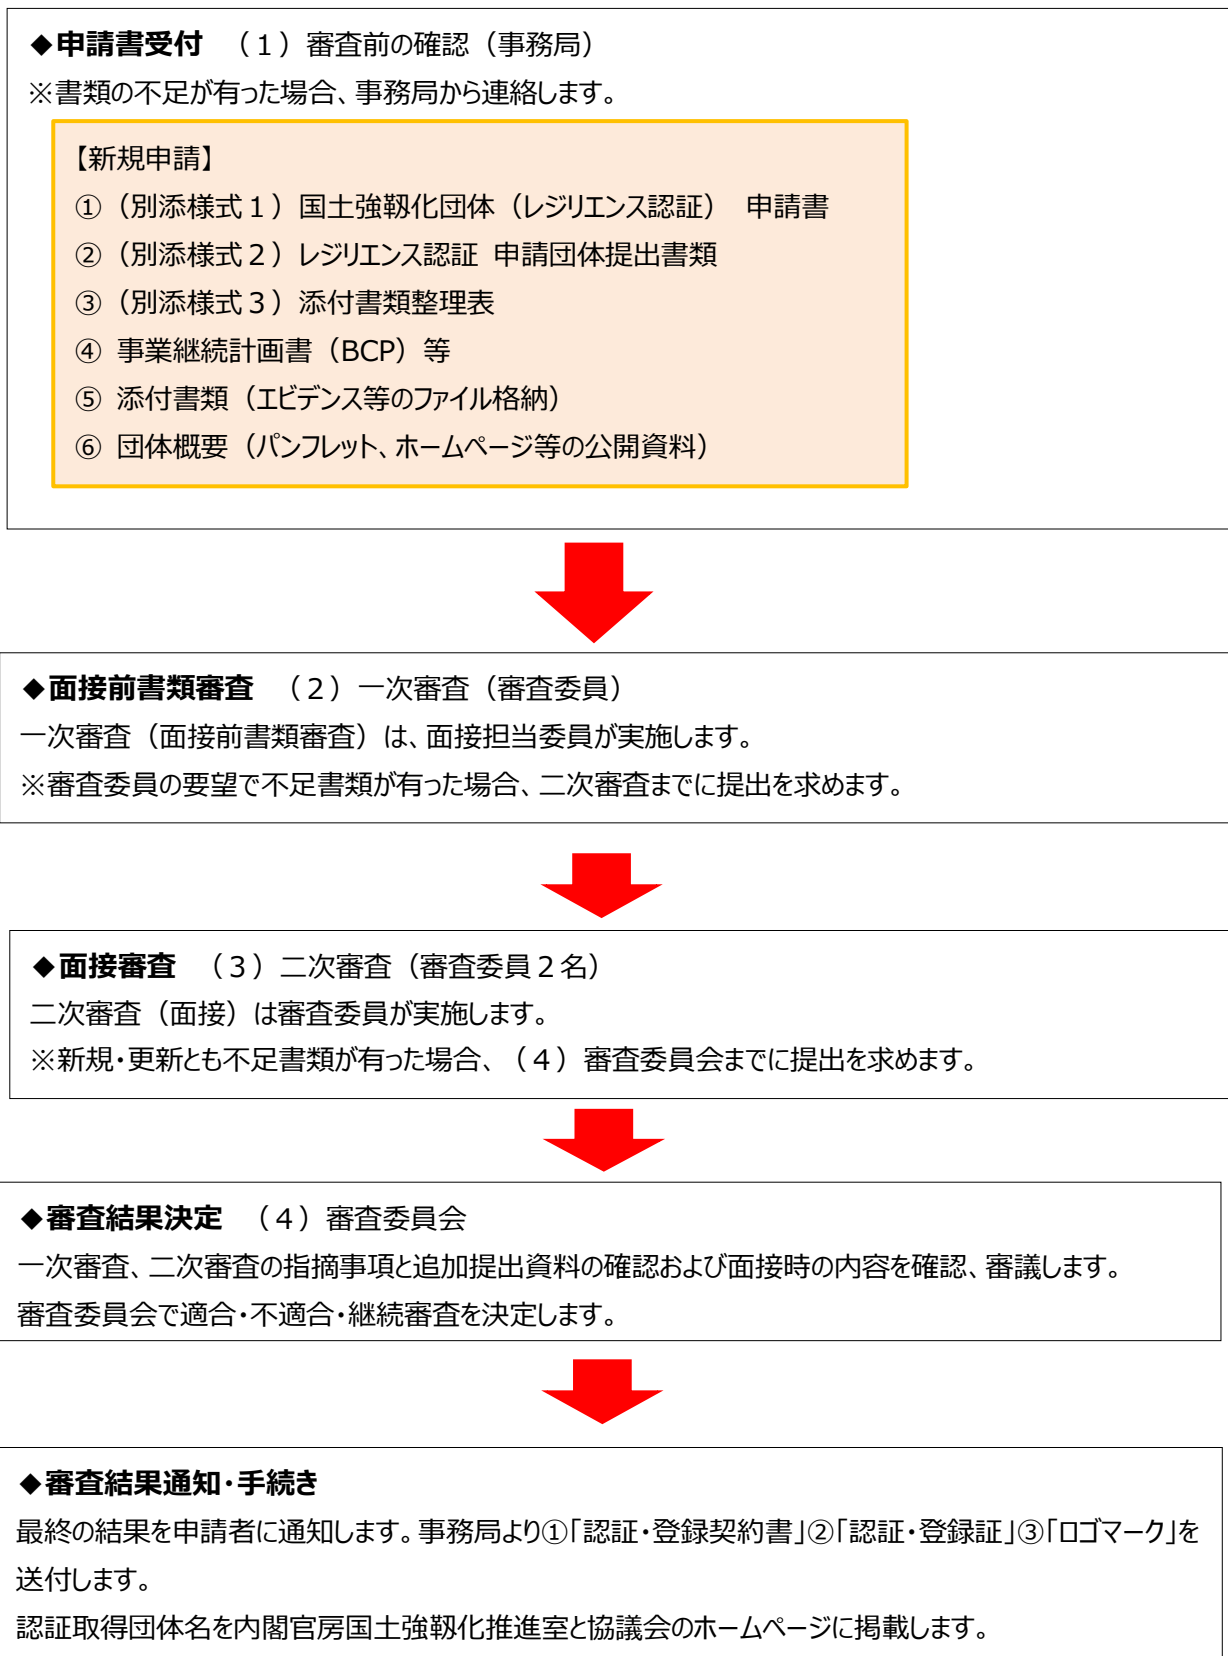 ◆申請書受付　（１）審査前の確認（事務局）
※書類の不足が有った場合、事務局から連絡します。
【新規申請】
①（別添様式１）国土強靱化団体（レジリエンス認証）　申請書
②（別添様式２）レジリエンス認証 申請団体提出書類
③（別添様式３）添付書類整理表
④ 事業継続計画書（BCP）等
⑤ 添付書類（エビデンス等のファイル格納）
⑥ 団体概要（パンフレット、ホームページ等の公開資料）
◆面接前書類審査　（２）一次審査（審査委員）
一次審査（面接前書類審査）は、面接担当委員が実施します。
※審査委員の要望で不足書類が有った場合、二次審査までに提出を求めます。
◆面接審査　（３）二次審査（審査委員２名）
二次審査（面接）は審査委員が実施します。
※新規・更新とも不足書類が有った場合、（４）審査委員会までに提出を求めます。
◆審査結果決定　（４）審査委員会
一次審査、二次審査の指摘事項と追加提出資料の確認および面接時の内容を確認、審議します。
審査委員会で適合・不適合・継続審査を決定します。
◆審査結果通知・手続き
最終の結果を申請者に通知します。事務局より①「認証・登録契約書」②「認証・登録証」③「ロゴマーク」を
送付します。
認証取得団体名を内閣官房国土強靱化推進室と協議会のホームページに掲載します。